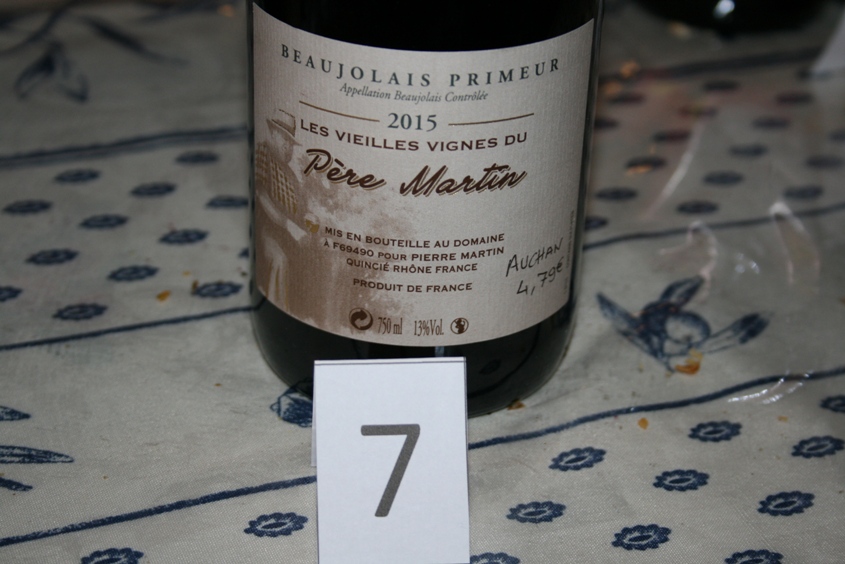 BEAUJOLAIS PRIMEUR
Appellation Beaujolais Contrôlée
2015
LES VIEILLES VIGNES DU
Père Martin
MIS EN BOUTEILLE AU DOMAINE
À F69490 POUR PIERRE MARTIN
QUINCIÉ RHÔNE FRANCE
PRODUIT DE FRANCE
AUCHAN
4,79€
750 ml 13%Vol.
7